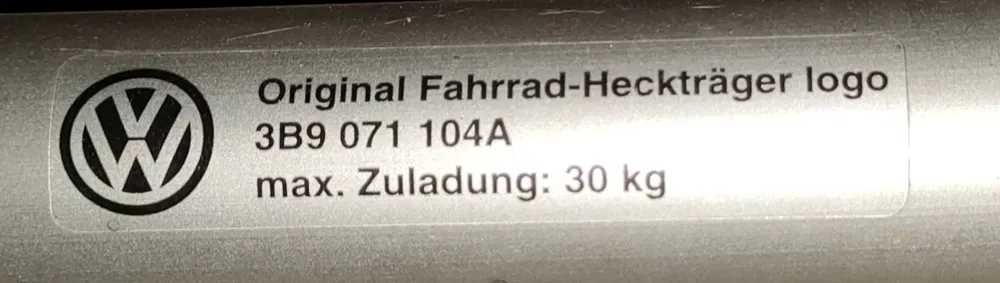 Original Fahrrad-Heckträger logo
3B9 071 104A
max. Zuladung: 30 kg